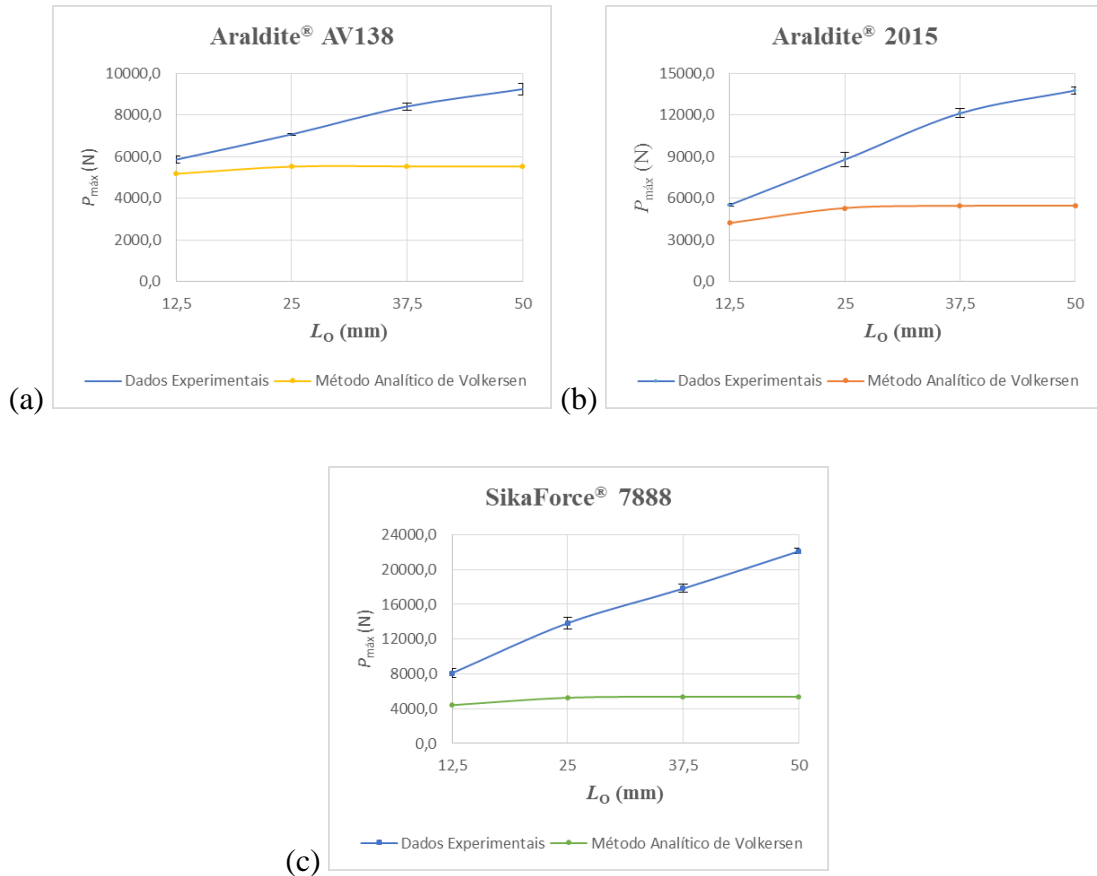 Araldite® AV138
10000,0
8000,0
6000,0
4000,0
2000,0
0,0
Pmáx (N)
12,5 25 37,5 50
LO (mm)
Dados Experimentais Método Analítico de Volkersen
(a)
Araldite® 2015
15000,0
12000,0
9000,0
6000,0
3000,0
0,0
Pmáx (N)
12,5 25 37,5 50
LO (mm)
Dados Experimentais Método Analítico de Volkersen
(b)
SikaForce® 7888
24000,0
20000,0
16000,0
12000,0
8000,0
4000,0
0,0
Pmáx (N)
12,5 25 37,5 50
LO (mm)
Dados Experimentais Método Analítico de Volkersen
(c)